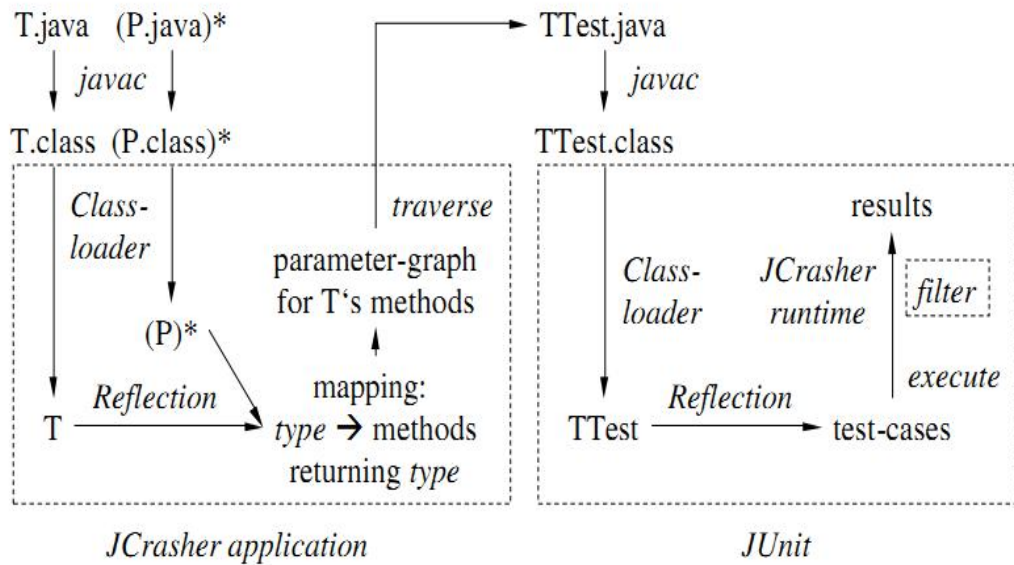 T.java (P.java)*
javac
T.class (P.class)*
Class-
loader
(P)*
Reflection
T
mapping:
type → methods
returning type
parameter-graph
for T‘s methods
traverse
JCrasher application
TTest.java
javac
TTest.class
Class-
loader
TTest
Reflection
test-cases
execute
JCrasher
runtime
filter
results
JUnit